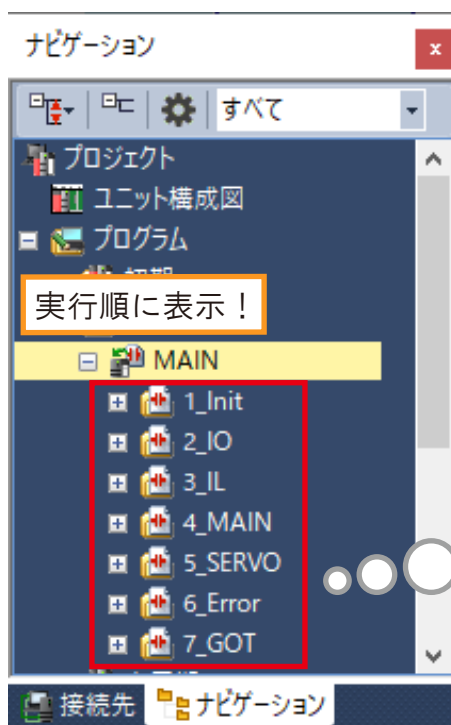 ナビゲーション
すべて
プロジェクト
ユニット構成図
プログラム
実行順に表示！
MAIN
1_Init
2_IO
3_IL
4_MAIN
5_SERVO
6_Error
7_GOT
接続先
ナビゲーション